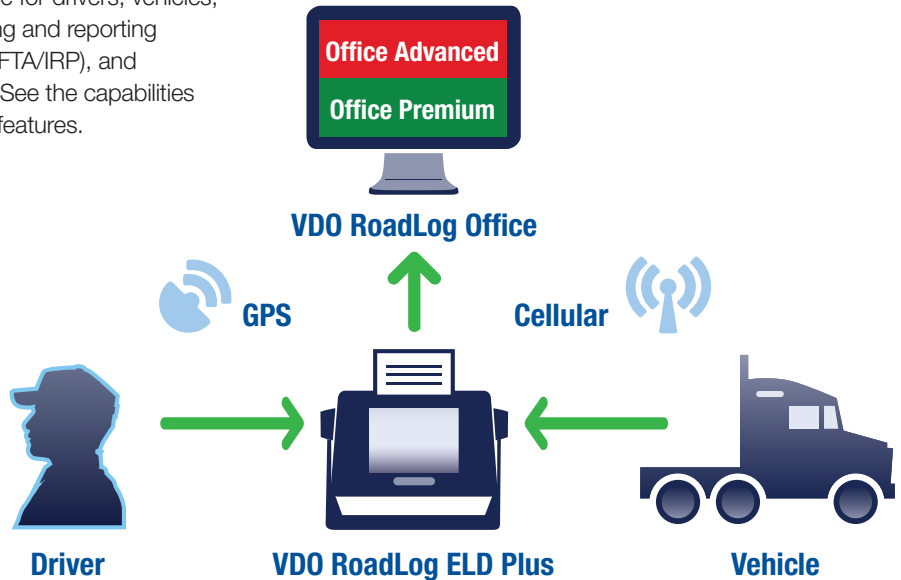 e for drivers, vehicles,
ng and reporting
FTA/IRP), and
See the capabilities
features.
Office Advanced
Office Premium
VDO RoadLog Office
GPS
Cellular
Driver
VDO RoadLog ELD Plus
Vehicle